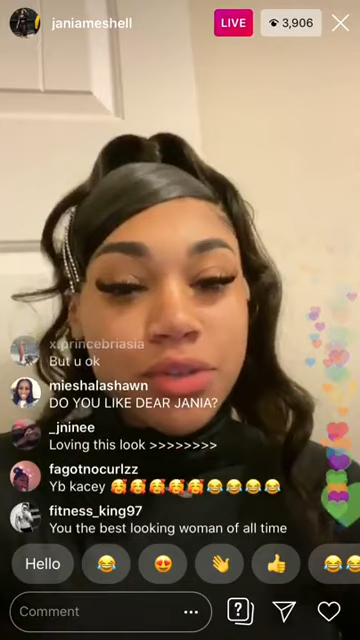 janiameshell
LIVE
3,906
x.princebriasia
But u ok
mieshalashawn
DO YOU LIKE DEAR JANIA?
_jninee
Loving this look >>>>>>>>
fagotnocurlzz
Yb kacey 🥰🥰🥰🥰🥰😂😂😂😂
fitness_king97
You the best looking woman of all time
Hello 😂 😍 👋 👍 😂😂
Comment ...